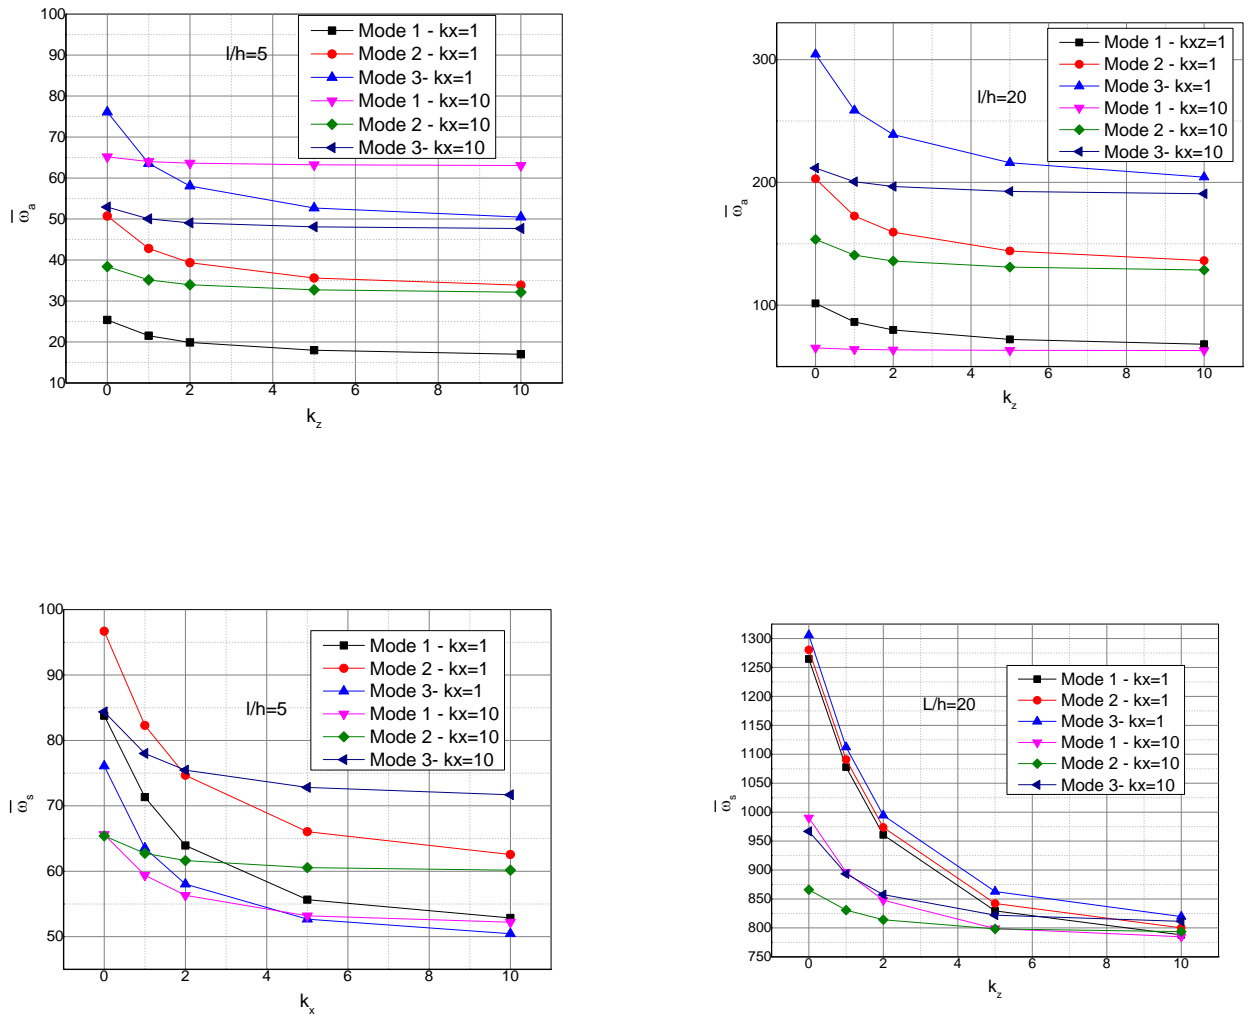 100
90
80
70
60
50
40
30
20
10
0
2
4
6
8
10
l/h=5
Mode 1 - kx=1
Mode 2 - kx=1
Mode 3- kx=1
Mode 1 - kx=10
Mode 2 - kx=10
Mode 3- kx=10
ω̅a
kz
300
200
100
0
2
4
6
8
10
l/h=20
Mode 1 - kxz=1
Mode 2 - kx=1
Mode 3- kx=1
Mode 1 - kx=10
Mode 2 - kx=10
Mode 3- kx=10
ω̅a
kz
100
90
80
70
60
50
0
2
4
6
8
10
l/h=5
Mode 1 - kx=1
Mode 2 - kx=1
Mode 3- kx=1
Mode 1 - kx=10
Mode 2 - kx=10
Mode 3- kx=10
ω̅s
kx
1300
1250
1200
1150
1100
1050
1000
950
900
850
800
750
0
2
4
6
8
10
L/h=20
Mode 1 - kx=1
Mode 2 - kx=1
Mode 3- kx=1
Mode 1 - kx=10
Mode 2 - kx=10
Mode 3- kx=10
ω̅s
kz